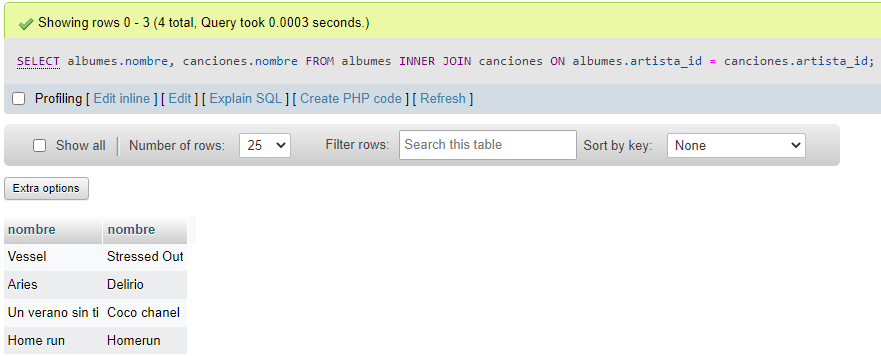 Showing rows 0 - 3 (4 total, Query took 0.0003 seconds.)
SELECT albumes.nombre, canciones.nombre FROM albumes INNER JOIN canciones ON albumes.artista_id = canciones.artista_id;
Profiling [ Edit inline ] [ Edit ] [ Explain SQL ] [ Create PHP code ] [ Refresh ]
Show all Number of rows: 25 Filter rows: Search this table Sort by key: None
Extra options
nombre nombre
Vessel Stressed Out
Aries Delirio
Un verano sin ti Coco chanel
Home run Homerun